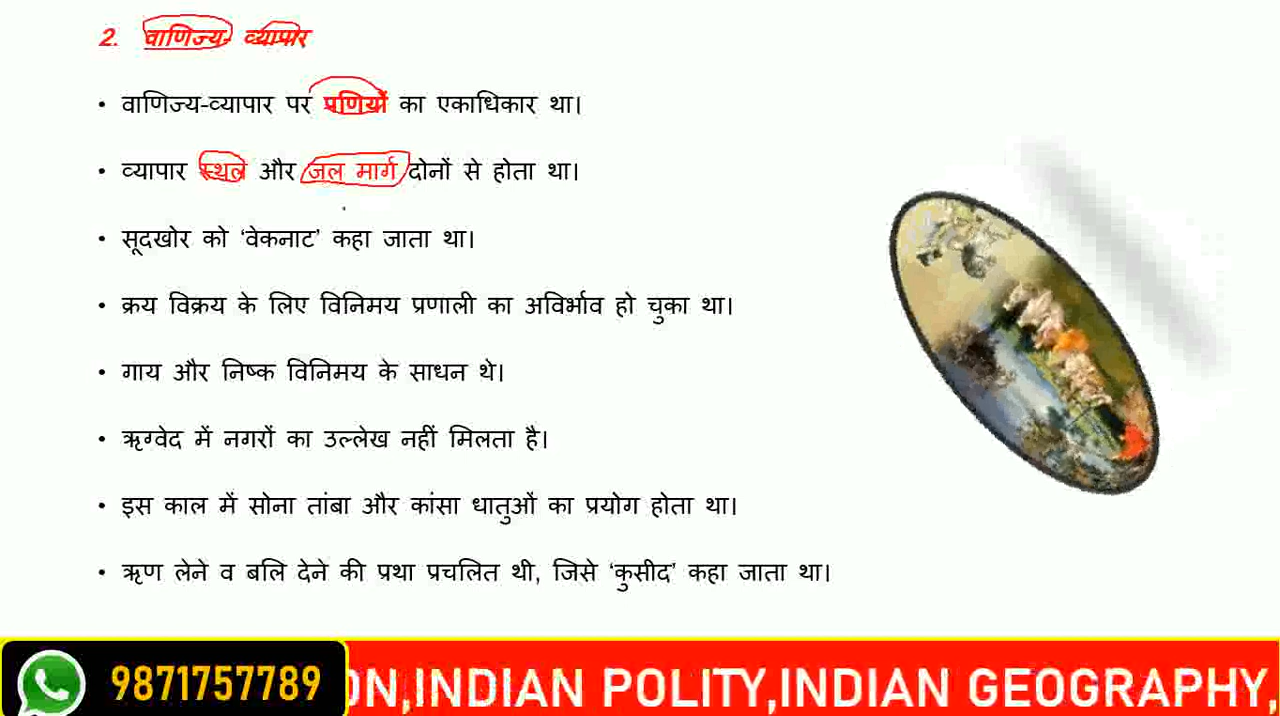 2. वाणिज्य- व्यापार
• वाणिज्य-व्यापार पर पणियों का एकाधिकार था।
• व्यापार स्थल और जल मार्ग दोनों से होता था।
• सूदखोर को ‘वेकनाट’ कहा जाता था।
• क्रय विक्रय के लिए विनिमय प्रणाली का अविर्भाव हो चुका था।
• गाय और निष्क विनिमय के साधन थे।
• ऋग्वेद में नगरों का उल्लेख नहीं मिलता है।
• इस काल में सोना तांबा और कांसा धातुओं का प्रयोग होता था।
• ऋण लेने व बलि देने की प्रथा प्रचलित थी, जिसे ‘कुसीद’ कहा जाता था।
9871757789 ON,INDIAN POLITY,INDIAN GEOGRAPHY,